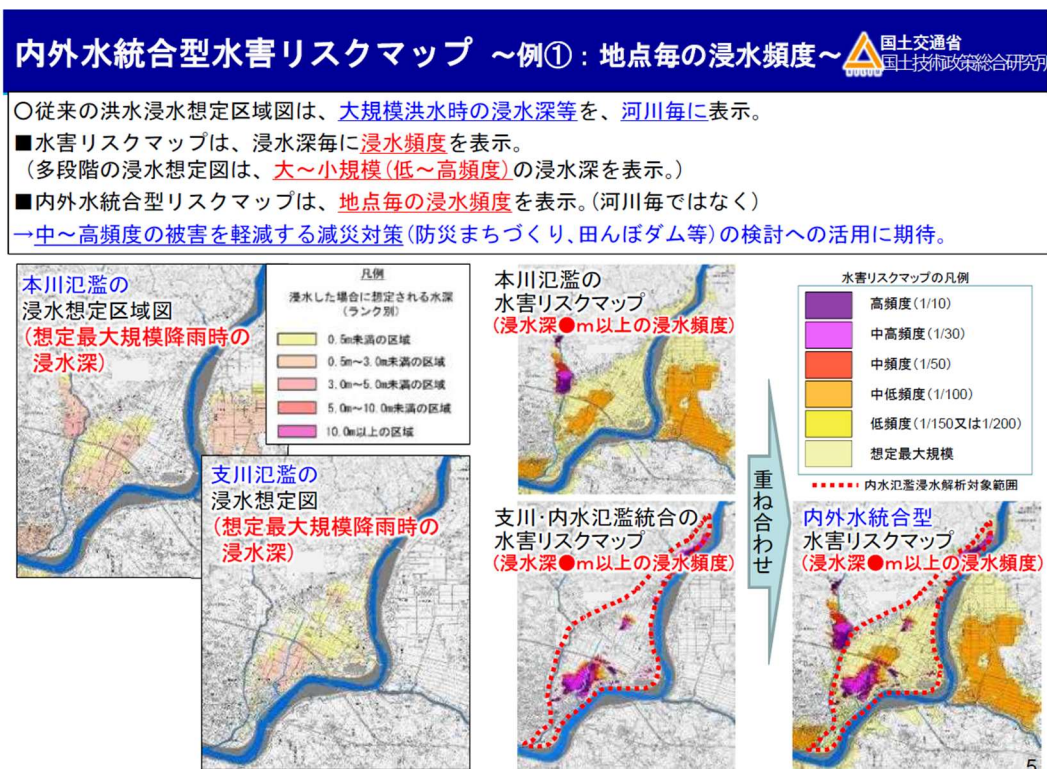 内外水統合型水害リスクマップ ~例①:地点毎の浸水頻度~
国土交通省
国土技術政策総合研究所
○従来の洪水浸水想定区域図は、大規模洪水時の浸水深等を、河川毎に表示。
■水害リスクマップは、浸水深毎に浸水頻度を表示。
(多段階の浸水想定図は、大~小規模(低~高頻度)の浸水深を表示。)
■内外水統合型リスクマップは、地点毎の浸水頻度を表示。(河川毎ではなく)
→中~高頻度の被害を軽減する減災対策(防災まちづくり、田んぼダム等)の検討への活用に期待。
本川氾濫の
浸水想定区域図
(想定最大規模降雨時の
浸水深)
凡例
浸水した場合に想定される水深
(ランク別)
0.5m未満の区域
0.5m~3.0m未満の区域
3.0m~5.0m未満の区域
5.0m~10.0m未満の区域
10.0m以上の区域
支川氾濫の
浸水想定図
(想定最大規模降雨時の
浸水深)
本川氾濫の
水害リスクマップ
(浸水深●m以上の浸水頻度)
支川・内水氾濫統合の
水害リスクマップ
(浸水深●m以上の浸水頻度)
重ね合わせ
水害リスクマップの凡例
高頻度(1/10)
中高頻度(1/30)
中頻度(1/50)
中低頻度(1/100)
低頻度(1/150又は1/200)
想定最大規模
内水氾濫浸水解析対象範囲
内外水統合型
水害リスクマップ
(浸水深●m以上の浸水頻度)
5